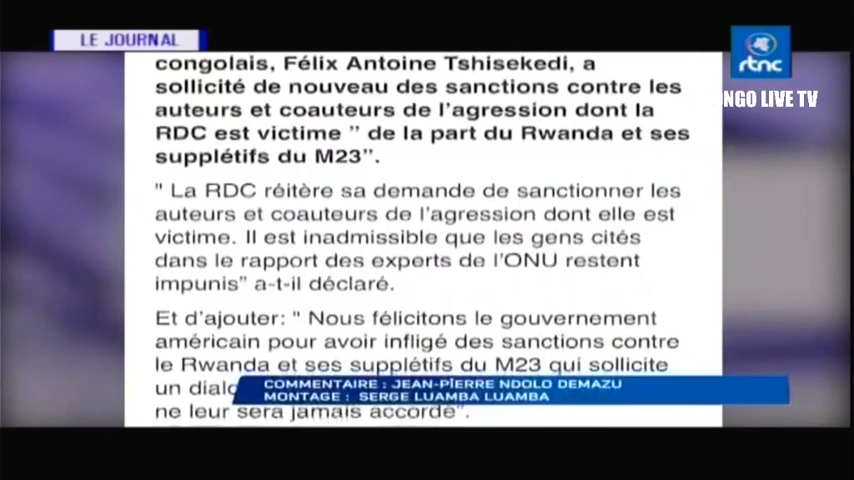 LE JOURNAL
rtnc
NGO LIVE TV
congolais, Félix Antoine Tshisekedi, a
sollicité de nouveau des sanctions contre les
auteurs et coauteurs de l'agression dont la
RDC est victime " de la part du Rwanda et ses
supplétifs du M23".
" La RDC réitère sa demande de sanctionner les
auteurs et coauteurs de l'agression dont elle est
victime. Il est inadmissible que les gens cités
dans le rapport des experts de l'ONU restent
impunis" a-t-il déclaré.
Et d'ajouter: " Nous félicitons le gouvernement
américain pour avoir infligé des sanctions contre
le Rwanda et ses supplétifs du M23 qui sollicite
un
COMMENTAIRE : JEAN-PIERRE NDOLO DEMAZU
MONTAGE : SERGE LUAMBA LUAMBA
ne leur sera jamais accordé".